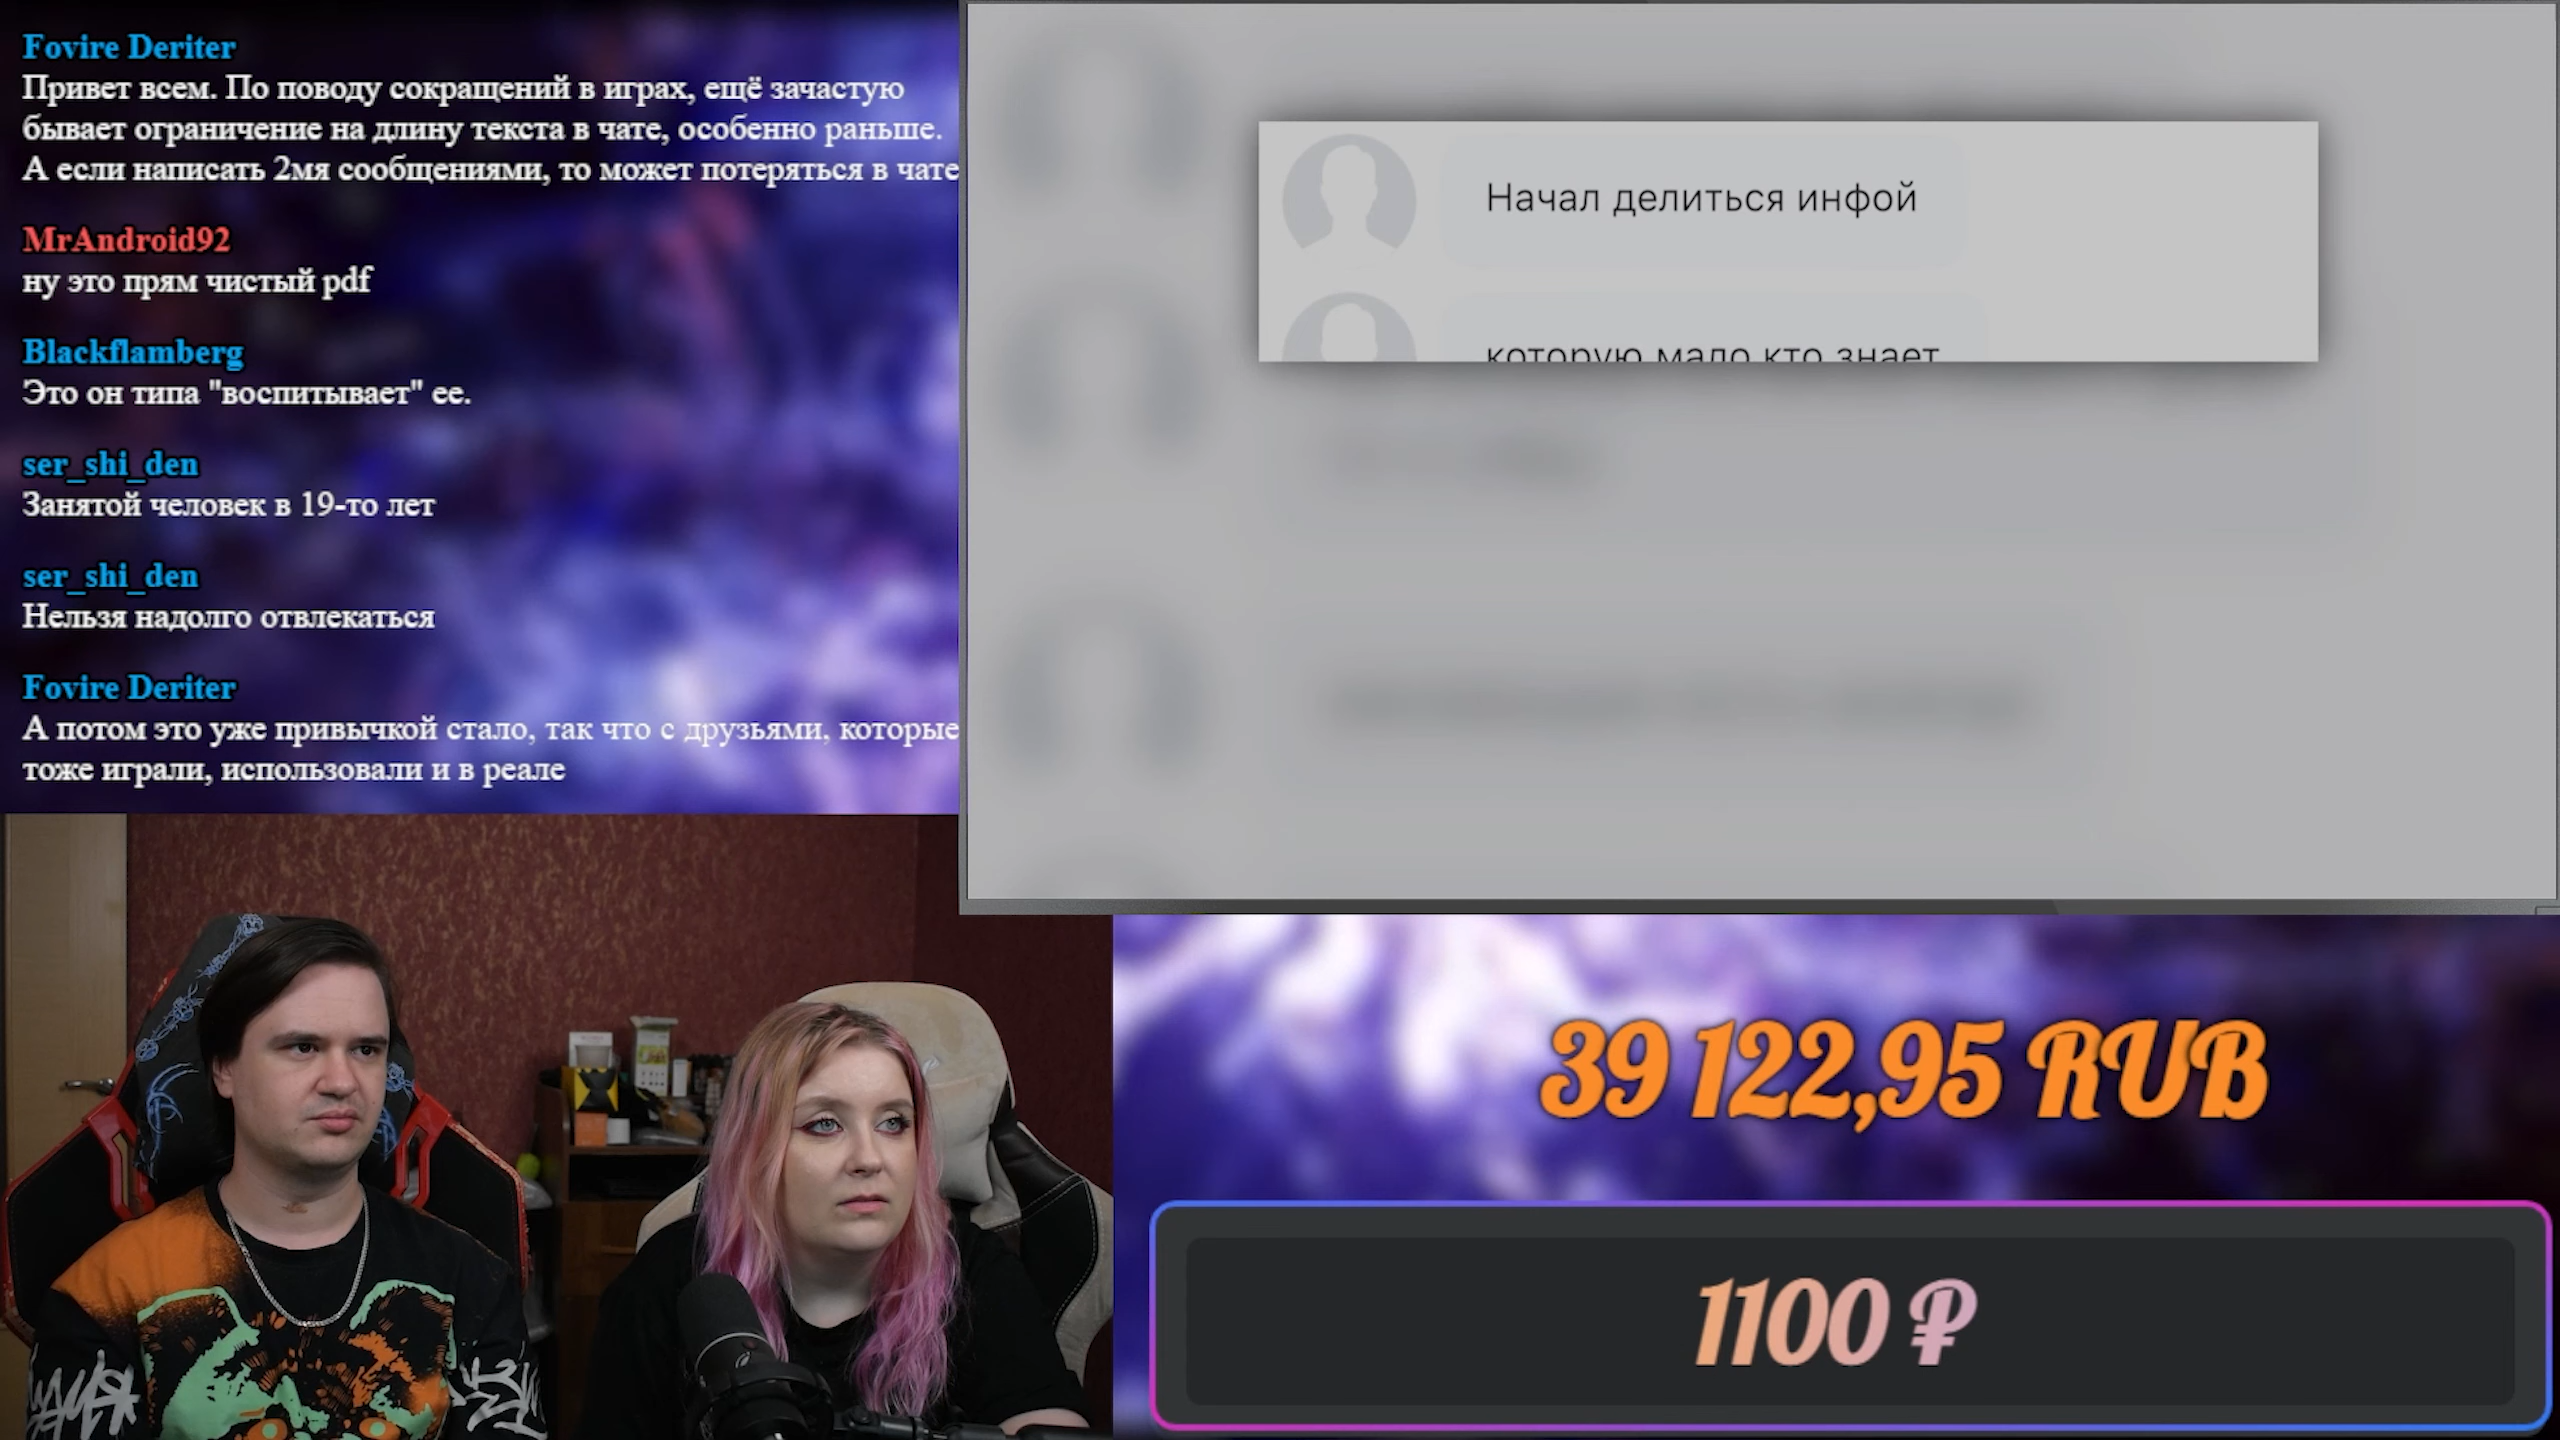 Fovire Deriter
Привет всем. По поводу сокращений в играх, ещё зачастую
бывает ограничение на длину текста в чате, особенно раньше.
А если написать 2мя сообщениями, то может потеряться в чате
MrAndroid92
ну это прям чистый pdf
Blackflamberg
Это он типа "воспитывает" ее.
ser_shi_den
Занятой человек в 19-то лет
ser_shi_den
Нельзя надолго отвлекаться
Fovire Deriter
А потом это уже привычкой стало, так что с друзьями, которые
тоже играли, использовали и в реале
Начал делиться инфой
которую мало кто знает
39 122,95 RUB
1100 ₽